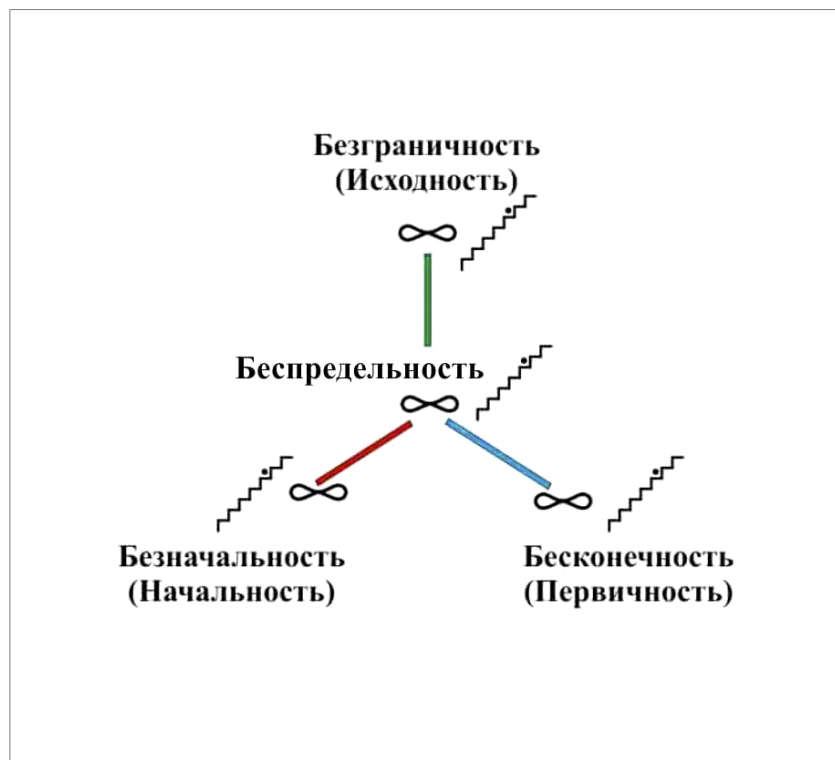 Безграничность
(Исходность)
Беспредельность
Безначальность
(Начальность)
Бесконечность
(Первичность)